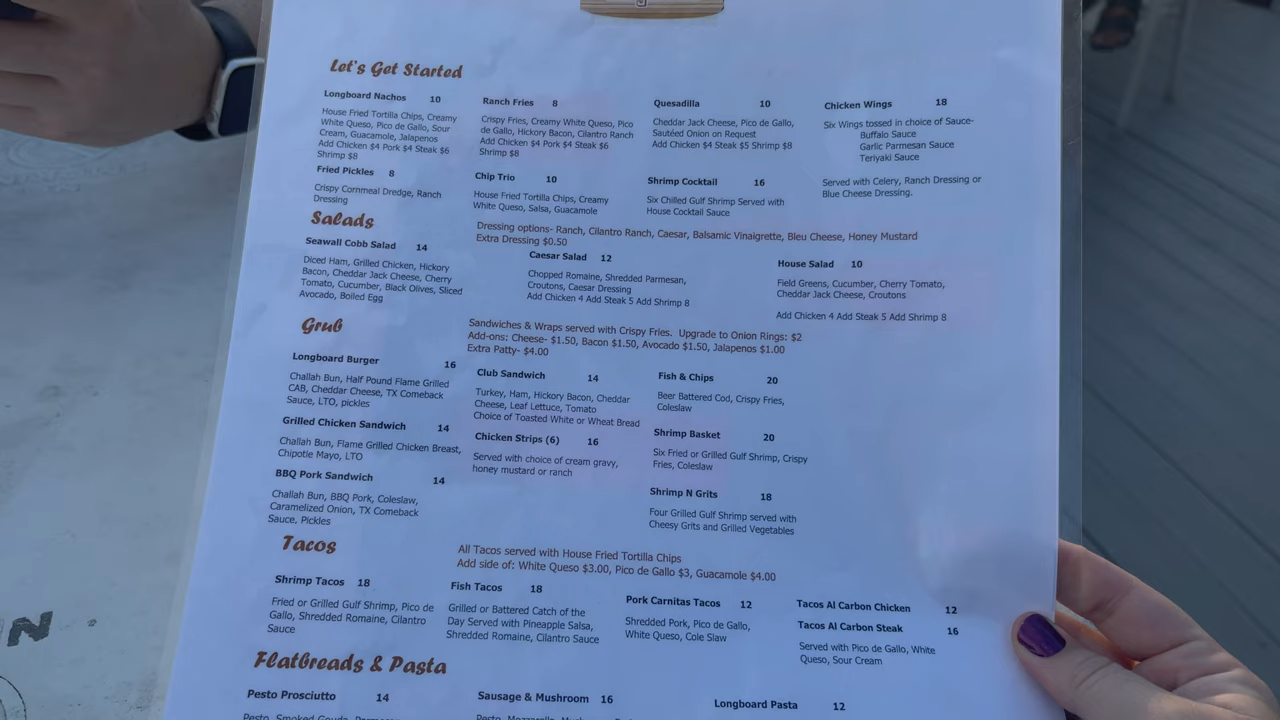 Let's Get Started
Longboard Nachos 10
House Fried Tortilla Chips, Creamy
White Queso, Pico de Gallo, Sour
Cream, Guacamole, Jalapenos
Add Chicken $4 Pork $4 Steak $6
Shrimp $8
Fried Pickles 8
Crispy Cornmeal Dredge, Ranch
Dressing
Ranch Fries 8
Crispy Fries, Creamy White Queso, Pico
de Gallo, Hickory Bacon, Cilantro Ranch
Add Chicken $4 Pork $4 Steak $6
Shrimp $8
Chip Trio 10
House Fried Tortilla Chips, Creamy
White Queso, Salsa, Guacamole
Quesadilla 10
Cheddar Jack Cheese, Pico de Gallo,
Sautéed Onion on Request
Add Chicken $4 Steak $5 Shrimp $8
Shrimp Cocktail 16
Six Chilled Gulf Shrimp Served with
House Cocktail Sauce
Chicken Wings 18
Six Wings tossed in choice of Sauce-
Buffalo Sauce
Garlic Parmesan Sauce
Teriyaki Sauce
Served with Celery, Ranch Dressing or
Blue Cheese Dressing.
Salads
Dressing options- Ranch, Cilantro Ranch, Caesar, Balsamic Vinaigrette, Bleu Cheese, Honey Mustard
Extra Dressing $0.50
Seawall Cobb Salad 14
Diced Ham, Grilled Chicken, Hickory
Bacon, Cheddar Jack Cheese, Cherry
Tomato, Cucumber, Black Olives, Sliced
Avocado, Boiled Egg
Caesar Salad 12
Chopped Romaine, Shredded Parmesan,
Croutons, Caesar Dressing
Add Chicken 4 Add Steak 5 Add Shrimp 8
House Salad 10
Field Greens, Cucumber, Cherry Tomato,
Cheddar Jack Cheese, Croutons
Add Chicken 4 Add Steak 5 Add Shrimp 8
Grub
Sandwiches & Wraps served with Crispy Fries. Upgrade to Onion Rings: $2
Add-ons: Cheese- $1.50, Bacon $1.50, Avocado $1.50, Jalapenos $1.00
Extra Patty- $4.00
Longboard Burger 16
Challah Bun, Half Pound Flame Grilled
CAB, Cheddar Cheese, TX Comeback
Sauce, LTO, pickles
Grilled Chicken Sandwich 14
Challah Bun, Flame Grilled Chicken Breast,
Chipotle Mayo, LTO
BBQ Pork Sandwich 14
Challah Bun, BBQ Pork, Coleslaw,
Caramelized Onion, TX Comeback
Sauce, Pickles
Club Sandwich 14
Turkey, Ham, Hickory Bacon, Cheddar
Cheese, Leaf Lettuce, Tomato
Choice of Toasted White or Wheat Bread
Chicken Strips (6) 16
Served with choice of cream gravy,
honey mustard or ranch
Fish & Chips 20
Beer Battered Cod, Crispy Fries,
Coleslaw
Shrimp Basket 20
Six Fried or Grilled Gulf Shrimp, Crispy
Fries, Coleslaw
Shrimp N Grits 18
Four Grilled Gulf Shrimp served with
Cheesy Grits and Grilled Vegetables
Tacos
All Tacos served with House Fried Tortilla Chips
Add side of: White Queso $3.00, Pico de Gallo $3, Guacamole $4.00
Shrimp Tacos 18
Fried or Grilled Gulf Shrimp, Pico de
Gallo, Shredded Romaine, Cilantro
Sauce
Fish Tacos 18
Grilled or Battered Catch of the
Day Served with Pineapple Salsa,
Shredded Romaine, Cilantro Sauce
Pork Carnitas Tacos 12
Shredded Pork, Pico de Gallo,
White Queso, Cole Slaw
Tacos Al Carbon Chicken 12
Tacos Al Carbon Steak 16
Served with Pico de Gallo, White
Queso, Sour Cream
Flatbreads & Pasta
Pesto Prosciutto 14
Pesto, Smoked Gouda,
Sausage & Mushroom 16
Pesto,
Longboard Pasta 12